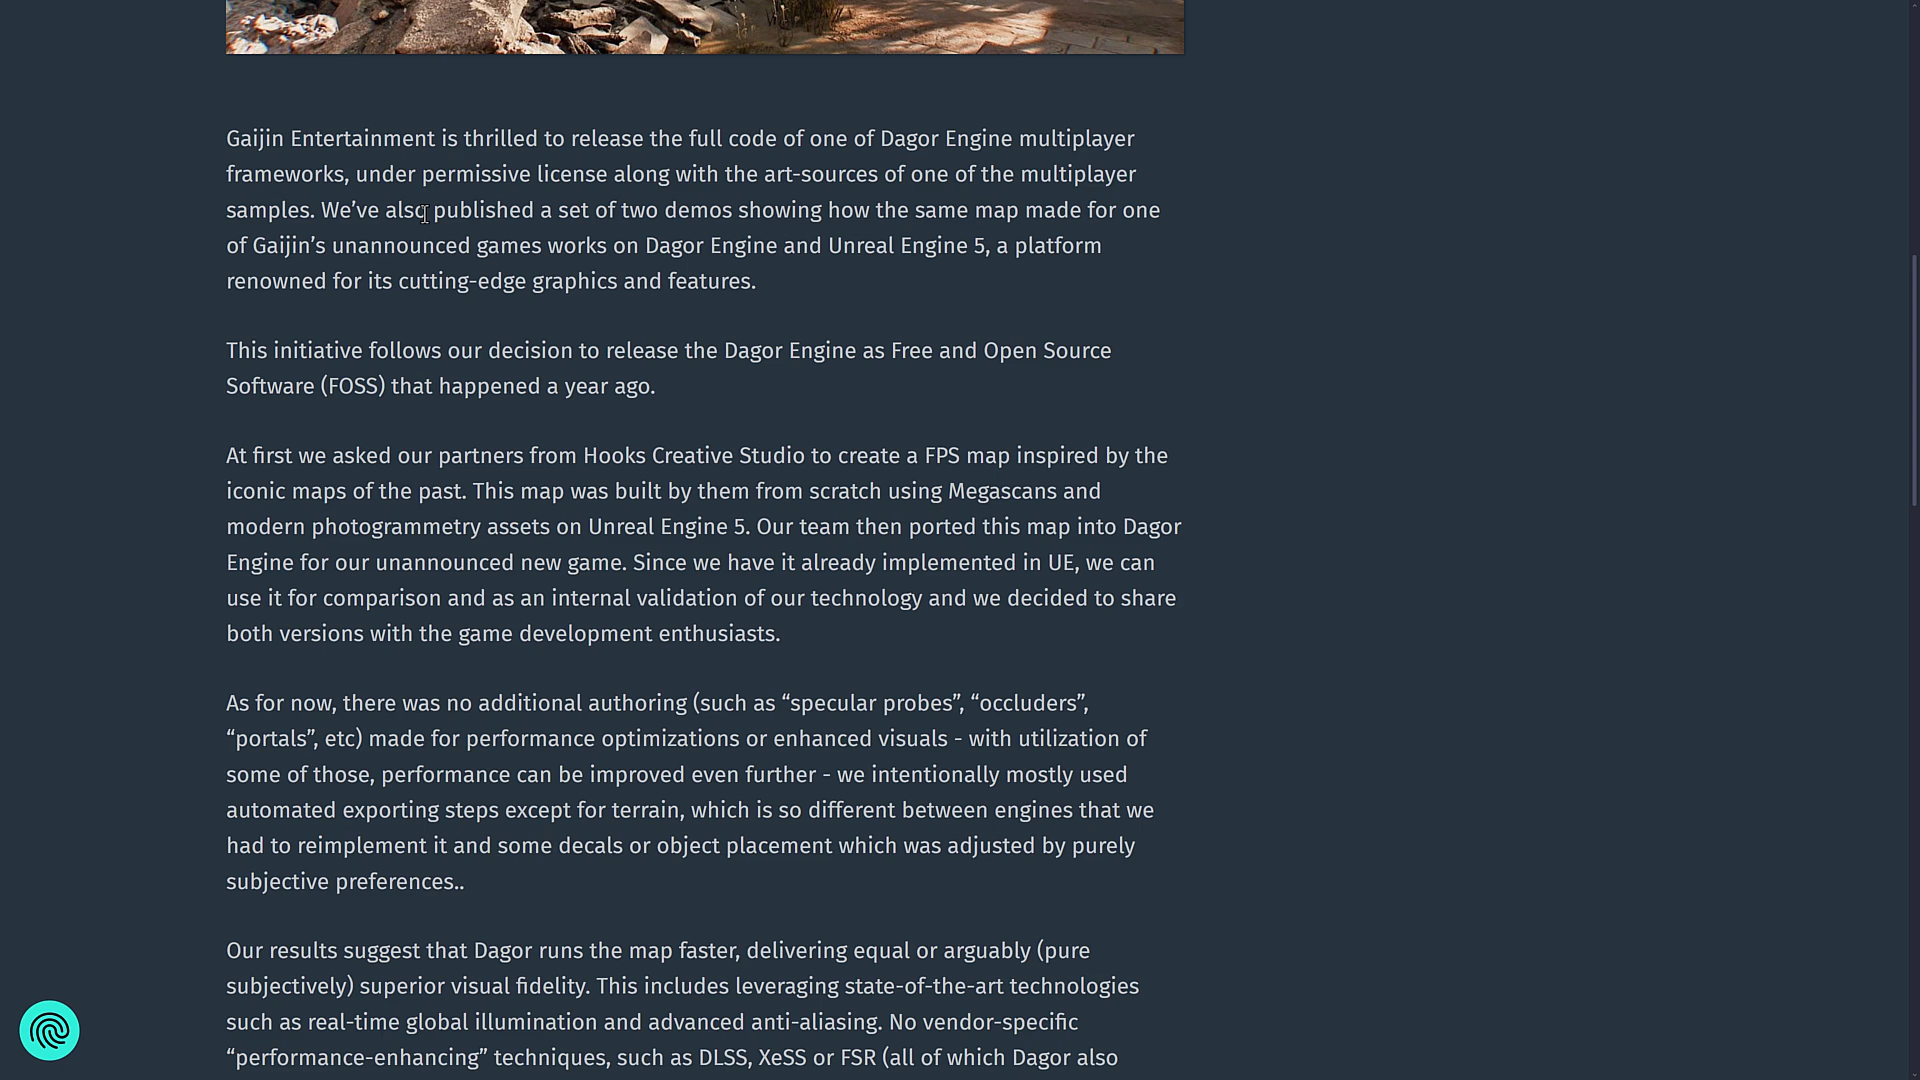 Gaijin Entertainment is thrilled to release the full code of one of Dagor Engine multiplayer
frameworks, under permissive license along with the art-sources of one of the multiplayer
samples. We’ve also published a set of two demos showing how the same map made for one
of Gaijin’s unannounced games works on Dagor Engine and Unreal Engine 5, a platform
renowned for its cutting-edge graphics and features.
This initiative follows our decision to release the Dagor Engine as Free and Open Source
Software (FOSS) that happened a year ago.
At first we asked our partners from Hooks Creative Studio to create a FPS map inspired by the
iconic maps of the past. This map was built by them from scratch using Megascans and
modern photogrammetry assets on Unreal Engine 5. Our team then ported this map into Dagor
Engine for our unannounced new game. Since we have it already implemented in UE, we can
use it for comparison and as an internal validation of our technology and we decided to share
both versions with the game development enthusiasts.
As for now, there was no additional authoring (such as “specular probes”, “occluders”,
“portals”, etc) made for performance optimizations or enhanced visuals - with utilization of
some of those, performance can be improved even further - we intentionally mostly used
automated exporting steps except for terrain, which is so different between engines that we
had to reimplement it and some decals or object placement which was adjusted by purely
subjective preferences..
Our results suggest that Dagor runs the map faster, delivering equal or arguably (pure
subjectively) superior visual fidelity. This includes leveraging state-of-the-art technologies
such as real-time global illumination and advanced anti-aliasing. No vendor-specific
“performance-enhancing” techniques, such as DLSS, XeSS or FSR (all of which Dagor also